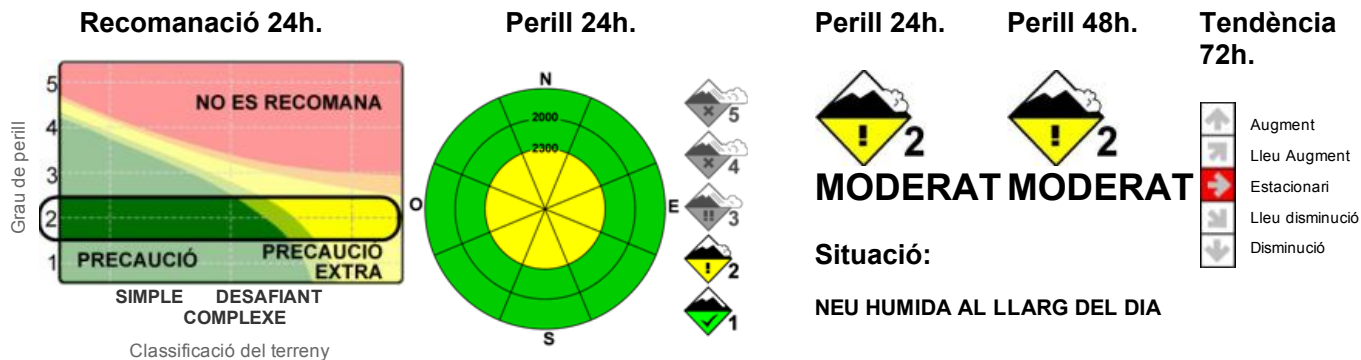 Recomanació 24h.
Grau de perill
5
4
3
2
1
NO ES RECOMANA
PRECAUCIÓ
PRECAUCIÓ
EXTRA
SIMPLE DESAFIANT
COMPLEXE
Classificació del terreny
Perill 24h.
N
2000
2300
O
E
S
5
4
!! 3
! 2
1
Perill 24h.
! 2
MODERAT
Perill 48h.
! 2
MODERAT
Situació:
NEU HUMIDA AL LLARG DEL DIA
Tendència
72h.
Augment
Lleu Augment
Estacionari
Lleu disminució
Disminució